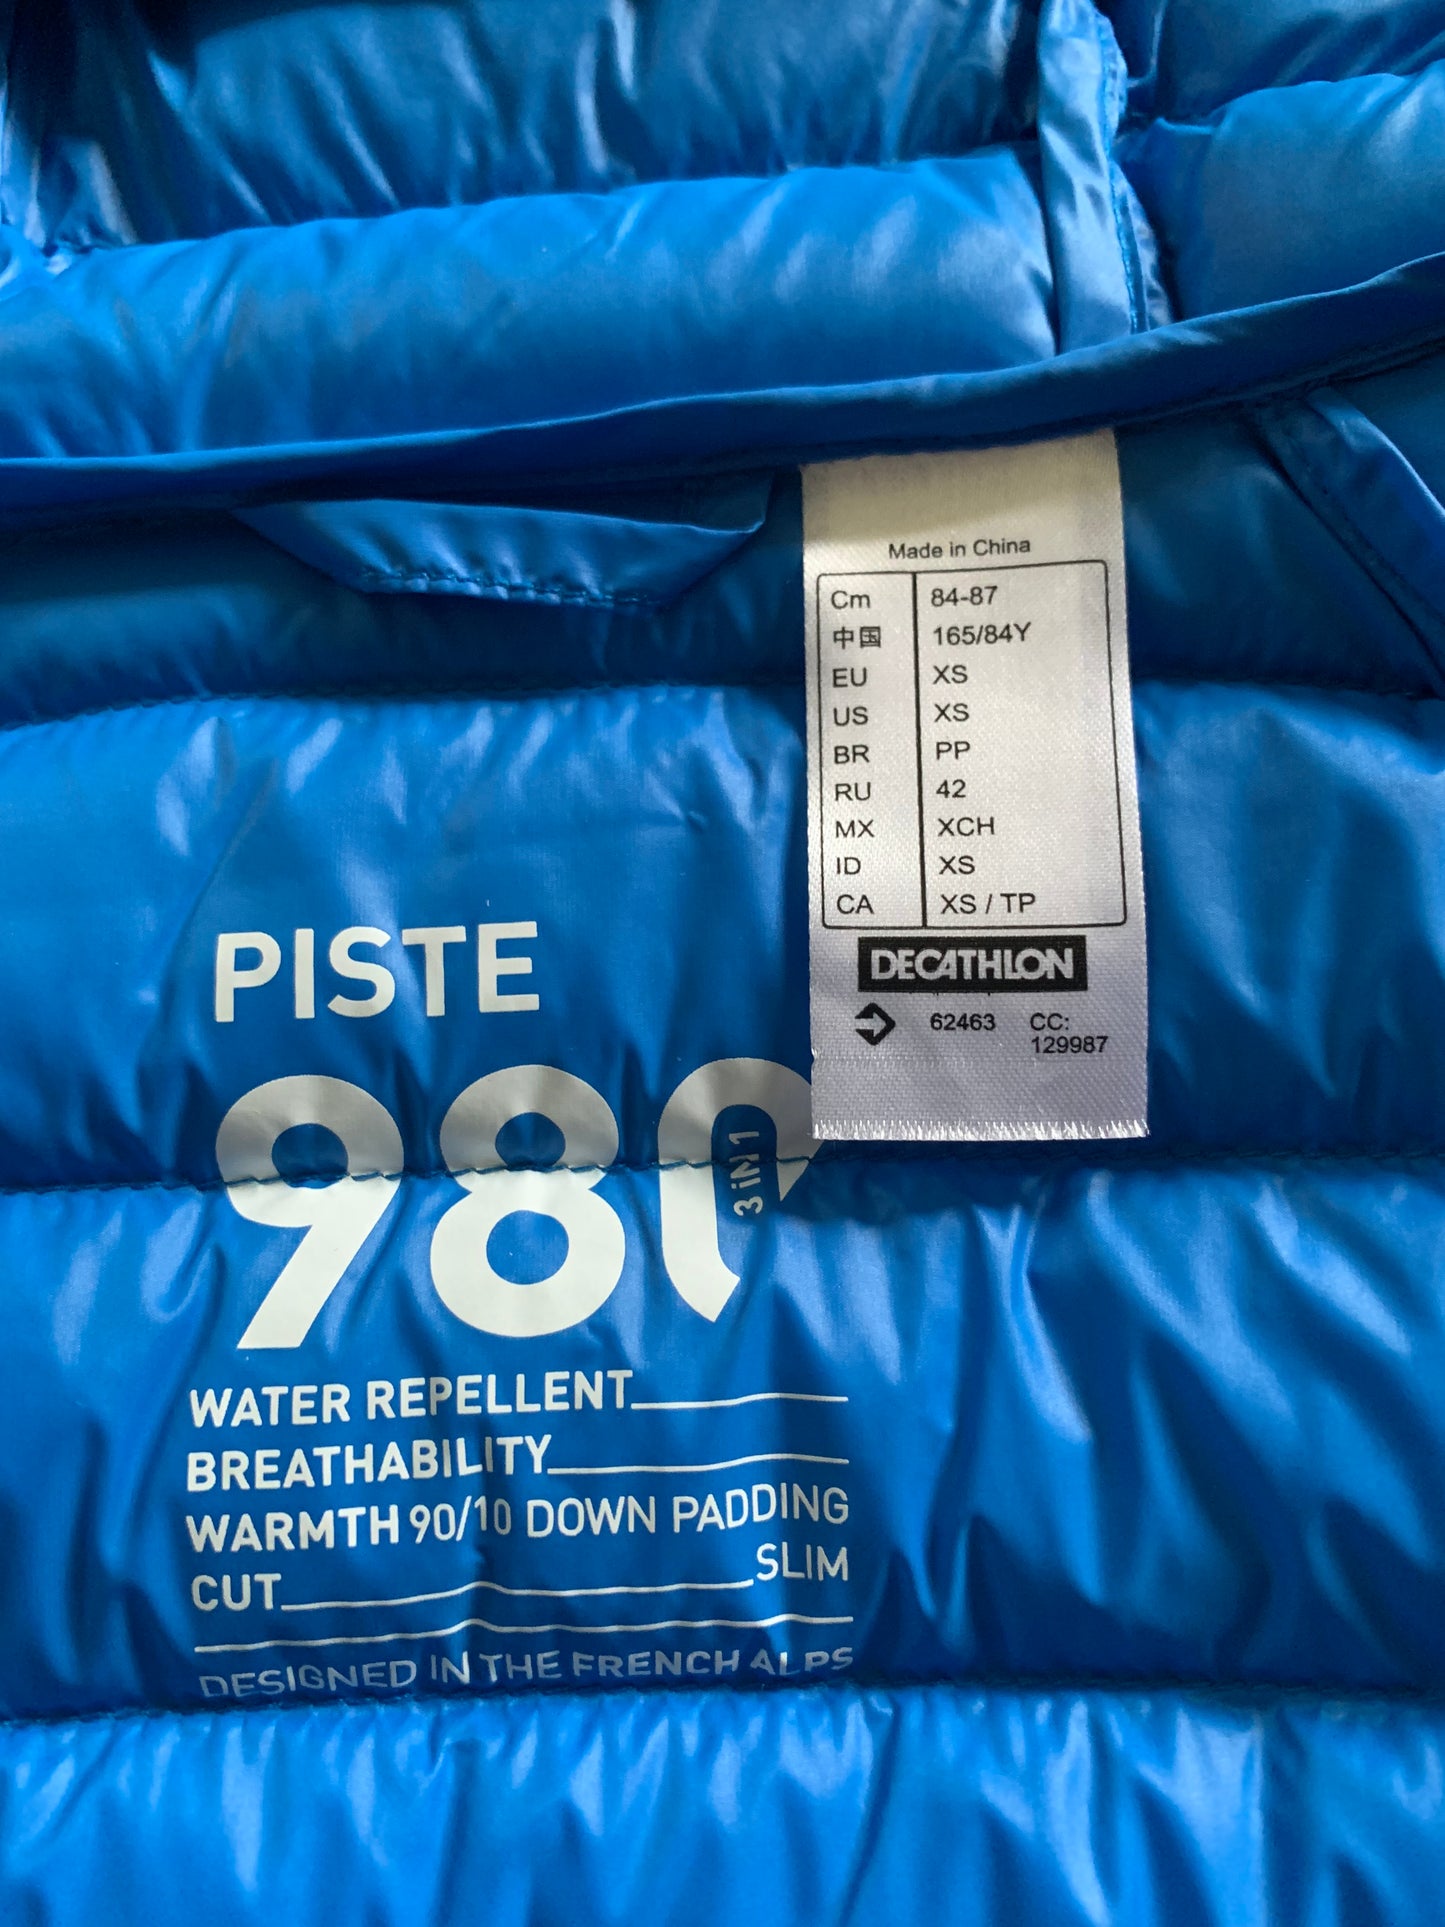 Made in China
Cm 84-87
中国 165/84Y
EU XS
US XS
BR PP
RU 42
MX XCH
ID XS
CA XS / TP
DECATHLON
62463 CC:
129987
PISTE
980
3 iN 1
WATER REPELLENT
BREATHABILITY
WARMTH 90/10 DOWN PADDING
CUT SLIM
DESIGNED IN THE FRENCH ALPS